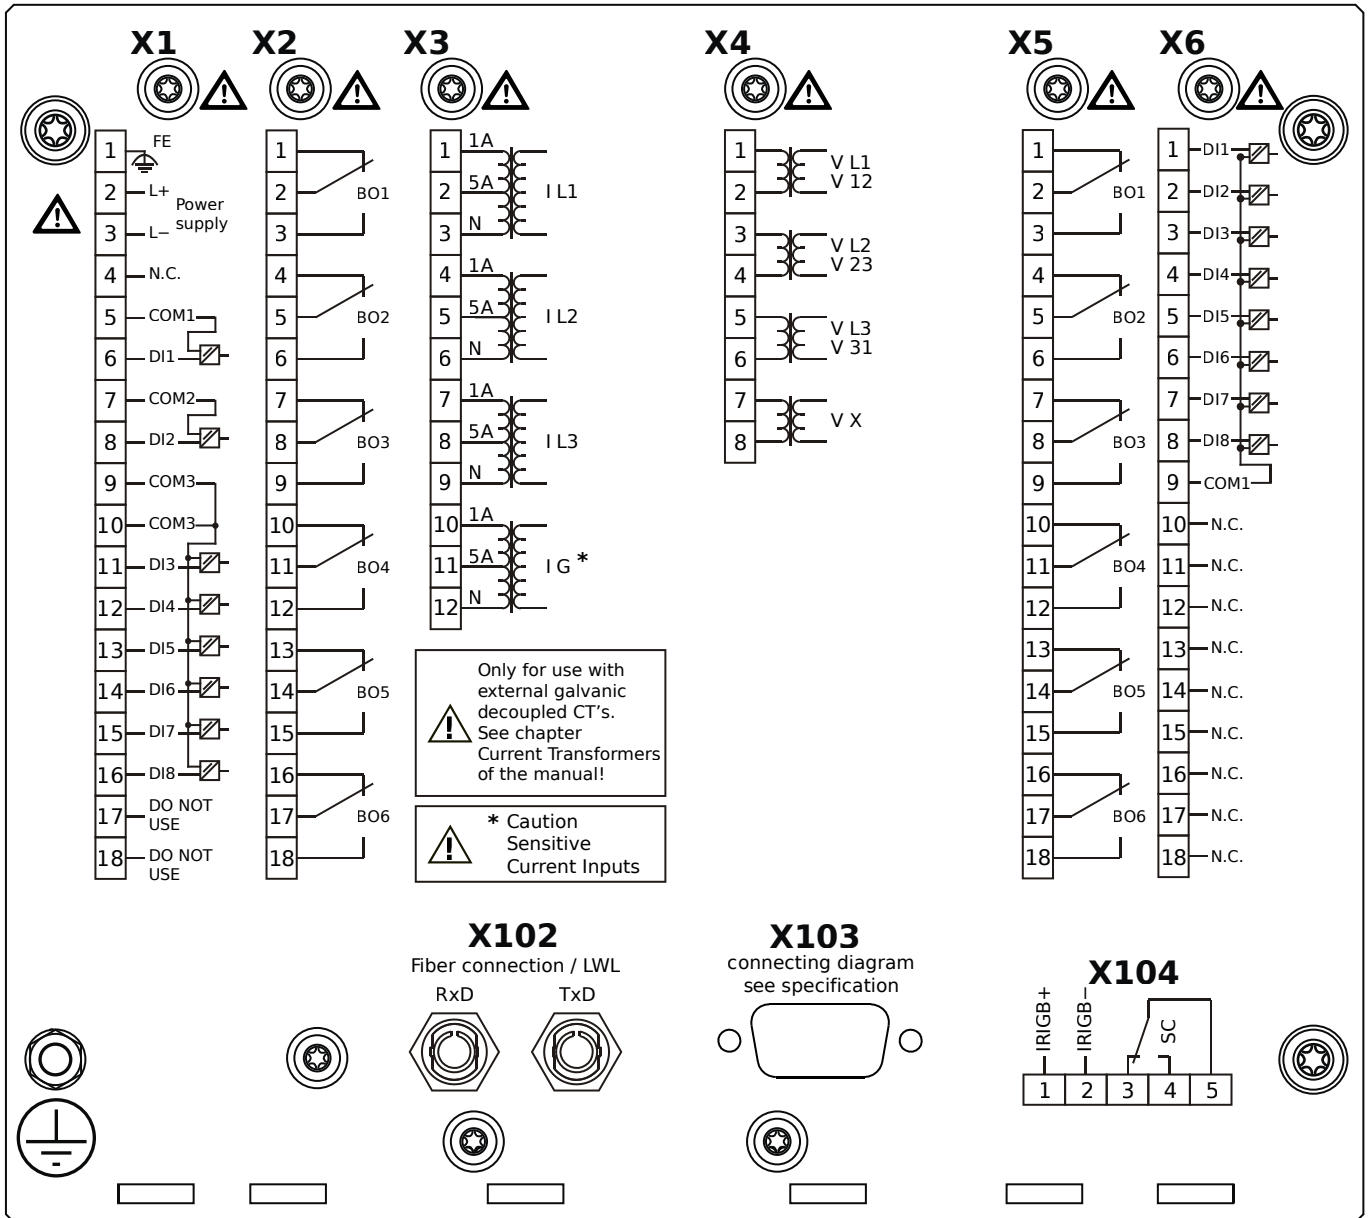 X1 X2 X3 X4 X5 X6
1 FE
2 L+
Power
supply
3 L−
4 N.C.
5 COM1
6 DI1
7 COM2
8 DI2
9 COM3
10 COM3
11 DI3
12 DI4
13 DI5
14 DI6
15 DI7
16 DI8
17 DO NOT
USE
18 DO NOT
USE
1
2 BO1
3
4
5 BO2
6
7
8 BO3
9
10
11 BO4
12
13
14 BO5
15
16
17 BO6
18
1 1A
2 5A I L1
3 N
4 1A
5 5A I L2
6 N
7 1A
8 5A I L3
9 N
10 1A
11 5A I G *
12 N
Only for use with
external galvanic
decoupled CT's.
See chapter
Current Transformers
of the manual!
* Caution
Sensitive
Current Inputs
1 V L1
2 V 12
3 V L2
4 V 23
5 V L3
6 V 31
7 V X
8
1
2 BO1
3
4
5 BO2
6
7
8 BO3
9
10
11 BO4
12
13
14 BO5
15
16
17 BO6
18
1 DI1
2 DI2
3 DI3
4 DI4
5 DI5
6 DI6
7 DI7
8 DI8
9 COM1
10 N.C.
11 N.C.
12 N.C.
13 N.C.
14 N.C.
15 N.C.
16 N.C.
17 N.C.
18 N.C.
X102
Fiber connection / LWL
RxD TxD
X103
connecting diagram
see specification
X104
IRIGB+
IRIGB−
SC
1 2 3 4 5